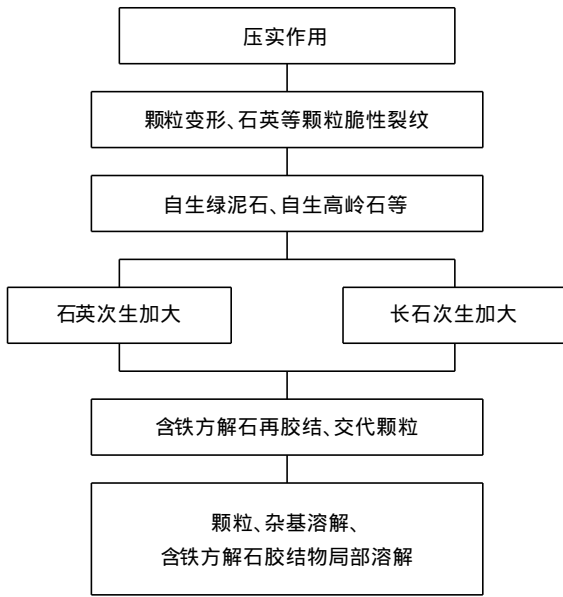 压实作用
颗粒变形、石英等颗粒脆性裂纹
自生绿泥石、自生高岭石等
石英次生加大
长石次生加大
含铁方解石再胶结、交代颗粒
颗粒、杂基溶解、
含铁方解石胶结物局部溶解